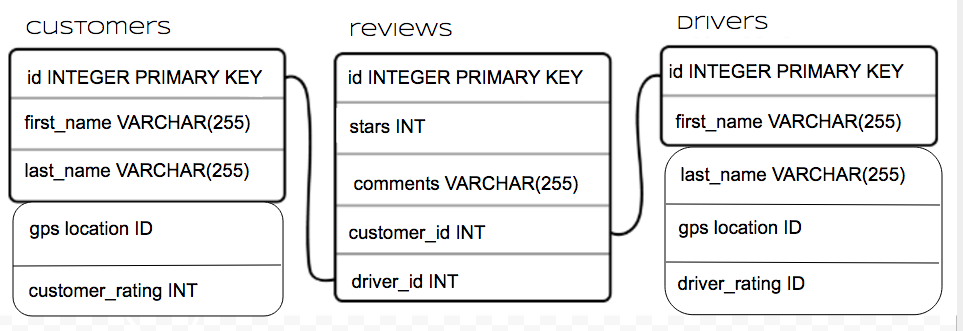 customers
id INTEGER PRIMARY KEY
first_name VARCHAR(255)
last_name VARCHAR(255)
gps location ID
customer_rating INT
reviews
id INTEGER PRIMARY KEY
stars INT
comments VARCHAR(255)
customer_id INT
driver_id INT
Drivers
id INTEGER PRIMARY KEY
first_name VARCHAR(255)
last_name VARCHAR(255)
gps location ID
driver_rating ID